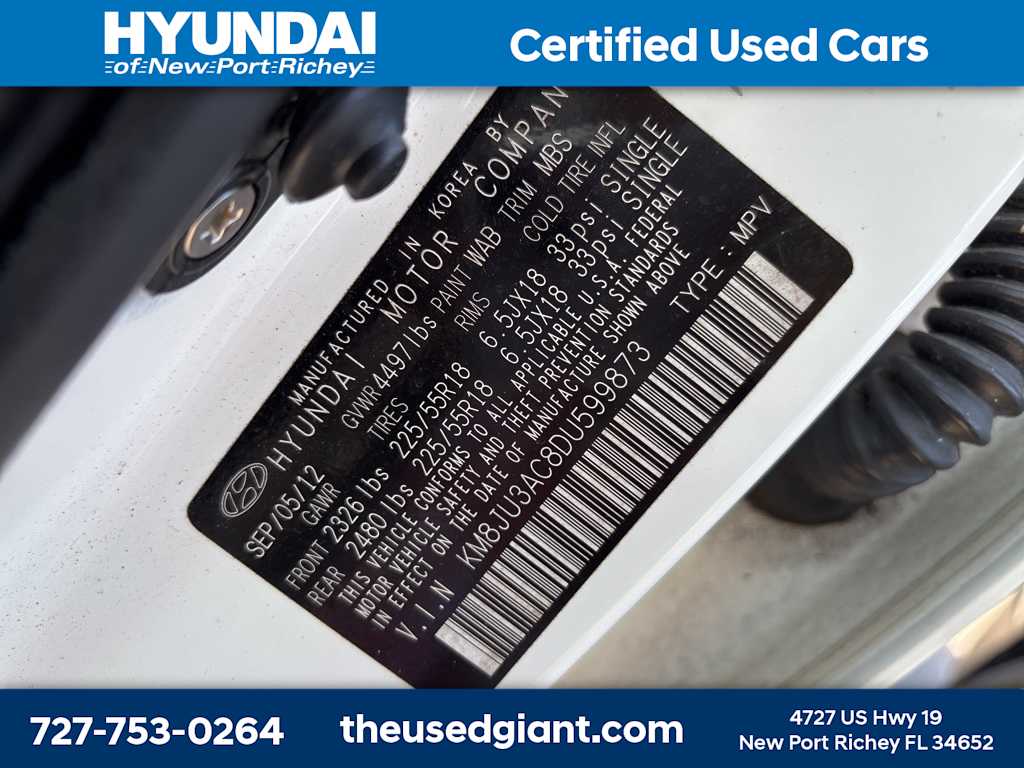 HYUNDAI
of New Port Richey
Certified Used Cars
MANUFACTURED IN KOREA BY
HYUNDAI MOTOR COMPAN
SEP/05/12 GVWR 4497lbs PAINT WAB TRIM MBS
GAWR TIRES RIMS COLD TIRE INFL
FRONT 2326 lbs 225/55R18 6.5JX18 33psi SINGLE
REAR 2480 lbs 225/55R18 6.5JX18 33psi SINGLE
THIS VEHICLE CONFORMS TO ALL APPLICABLE U.S.A. FEDERAL
MOTOR VEHICLE SAFETY AND THEFT PREVENTION STANDARDS
IN EFFECT ON THE DATE OF MANUFACTURE SHOWN ABOVE
V.I.N KM8JU3AC8DU599873 TYPE : MPV
727-753-0264
theusedgiant.com
4727 US Hwy 19
New Port Richey FL 34652